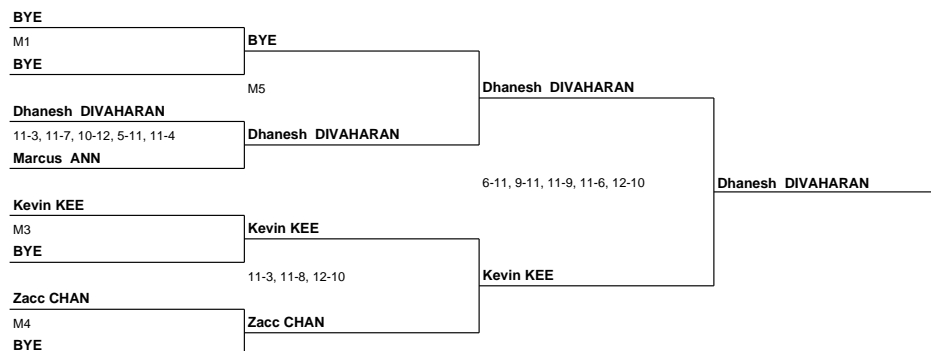 BYE
M1
BYE
BYE
M5
Dhanesh DIVAHARAN
Dhanesh DIVAHARAN
11-3, 11-7, 10-12, 5-11, 11-4
Dhanesh DIVAHARAN
Marcus ANN
6-11, 9-11, 11-9, 11-6, 12-10
Dhanesh DIVAHARAN
Kevin KEE
M3
Kevin KEE
BYE
11-3, 11-8, 12-10
Kevin KEE
Zacc CHAN
M4
Zacc CHAN
BYE